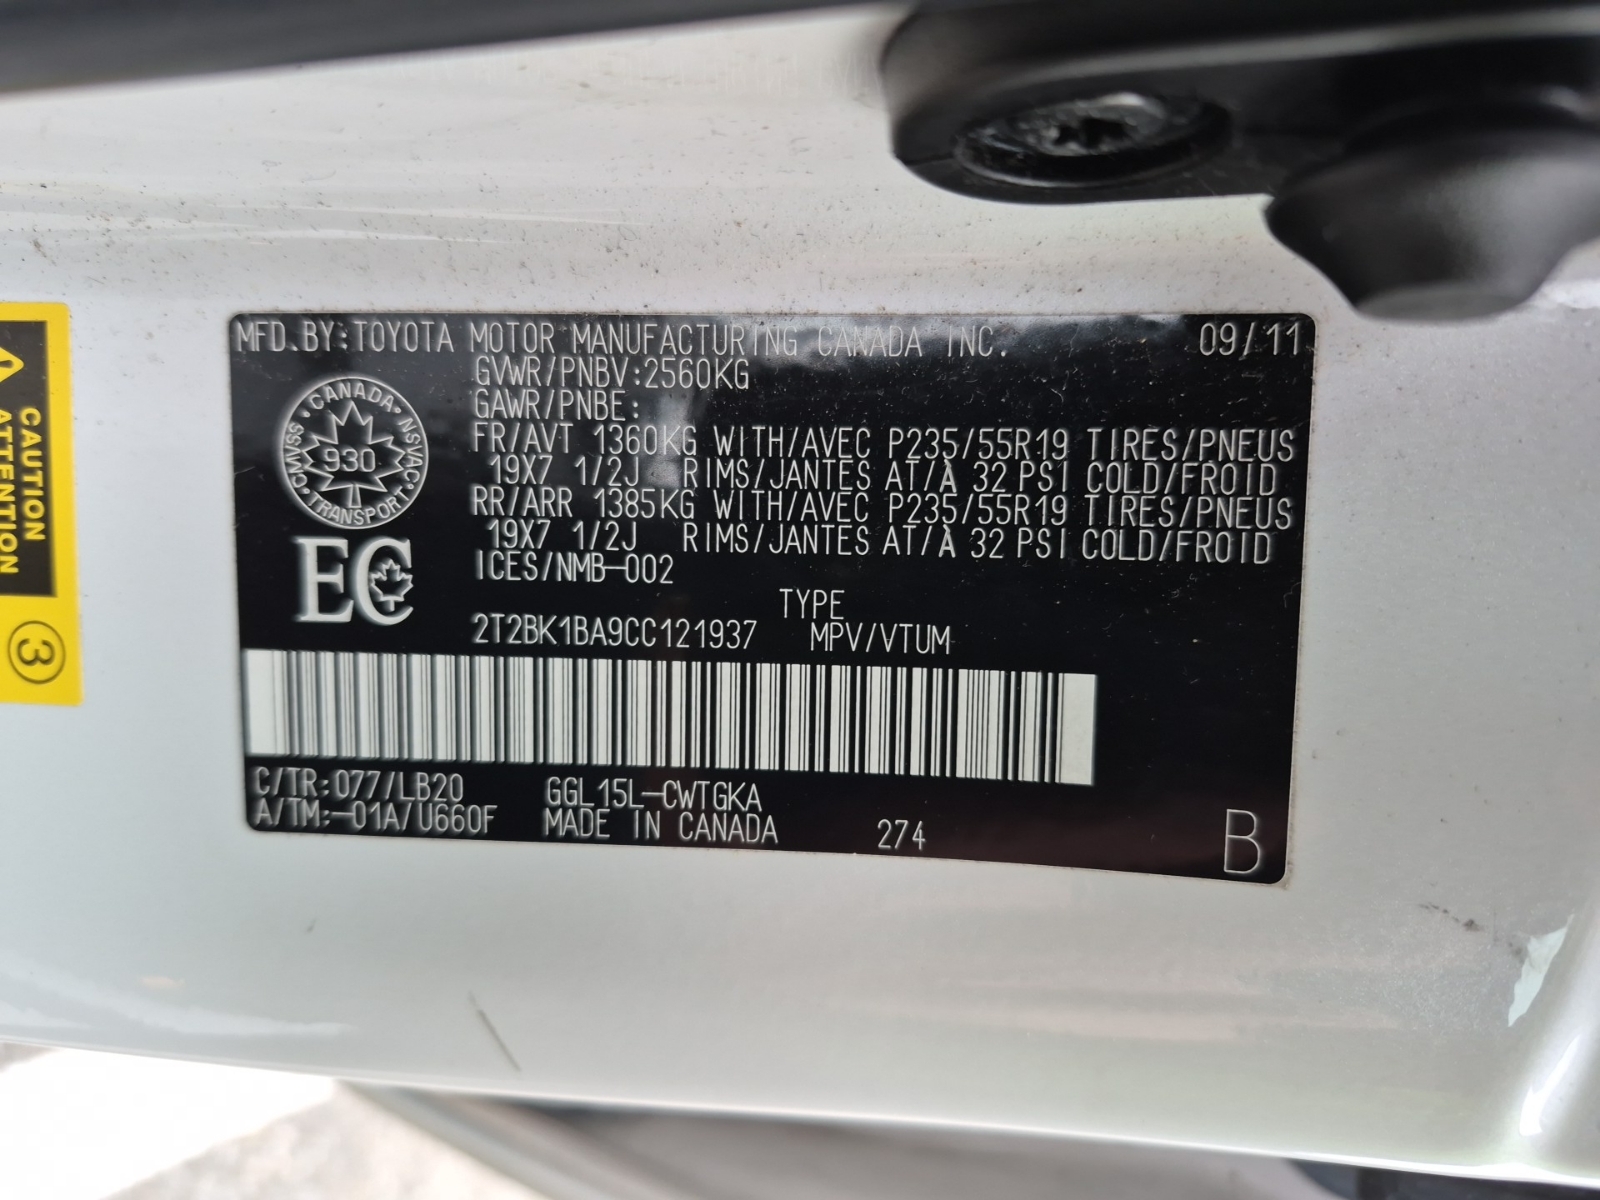 MFD.BY:TOYOTA MOTOR MANUFACTURING CANADA INC. 09/11
GVWR/PNBV:2560KG
GAWR/PNBE:
FR/AVT 1360KG WITH/AVEC P235/55R19 TIRES/PNEUS
19X7 1/2J RIMS/JANTES AT/À 32 PSI COLD/FROID
RR/ARR 1385KG WITH/AVEC P235/55R19 TIRES/PNEUS
19X7 1/2J RIMS/JANTES AT/À 32 PSI COLD/FROID
ICES/NMB-002
CANADA
CMVSS · NSVAC
930
TRANSPORT
EC
TYPE
2T2BK1BA9CC121937 MPV/VTUM
C/TR:077/LB20 GGL15L-CWTGKA
A/TM:-01A/U660F MADE IN CANADA 274 B
CAUTION
ATTENTION
3